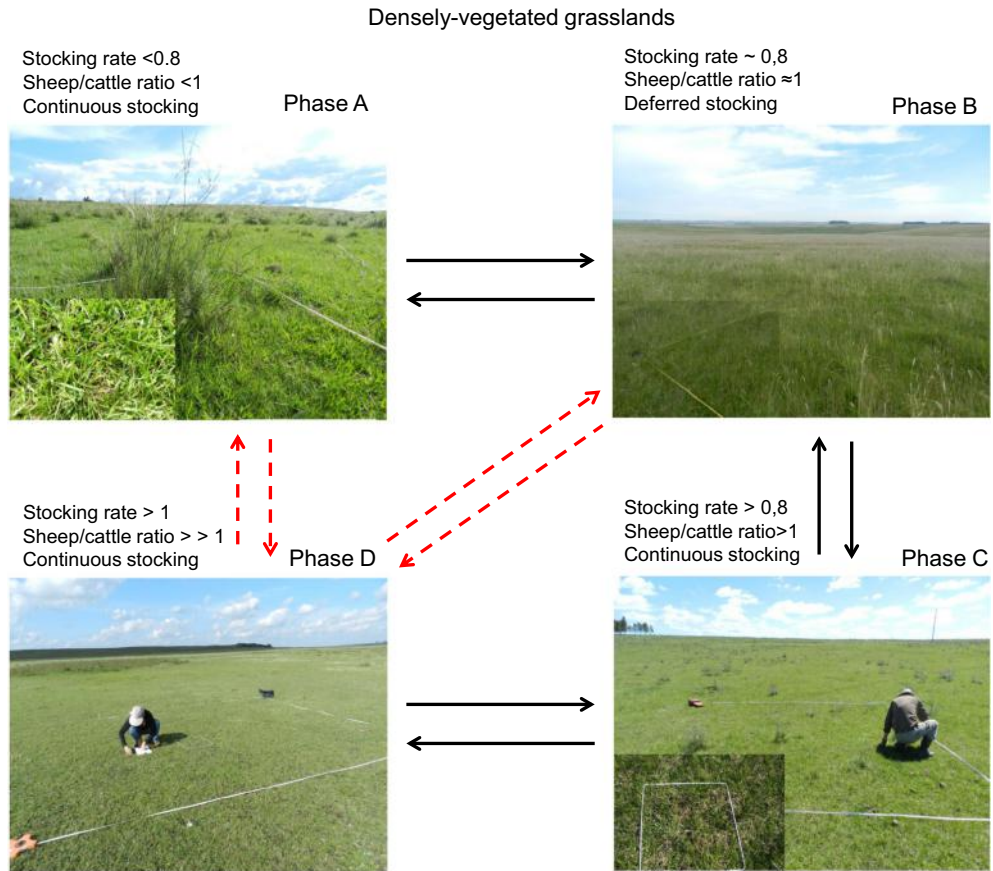 Densely-vegetated grasslands
Stocking rate <0.8
Sheep/cattle ratio <1
Continuous stocking
Phase A
Stocking rate ~ 0,8
Sheep/cattle ratio ≈1
Deferred stocking
Phase B
Stocking rate > 1
Sheep/cattle ratio > > 1
Continuous stocking
Phase D
Stocking rate > 0,8
Sheep/cattle ratio>1
Continuous stocking
Phase C